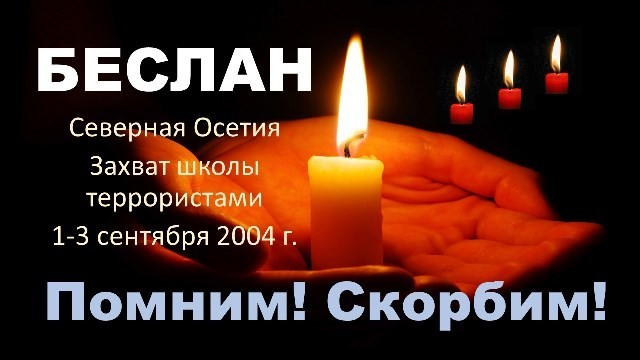 БЕСЛАН
Северная Осетия
Захват школы
террористами
1-3 сентября 2004 г.
Помним! Скорбим!